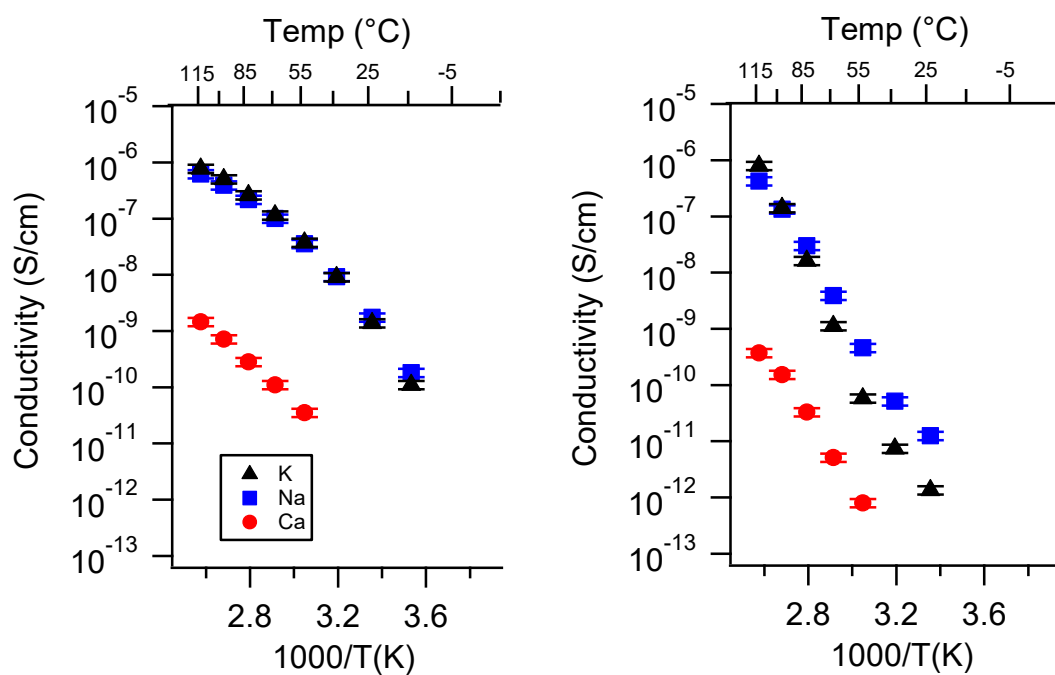 Temp (°C)
115 85 55 25 -5
10-5
10-6
10-7
10-8
10-9
10-10
10-11
10-12
10-13
Conductivity (S/cm)
K
Na
Ca
2.8 3.2 3.6
1000/T(K)
Temp (°C)
115 85 55 25 -5
10-5
10-6
10-7
10-8
10-9
10-10
10-11
10-12
10-13
Conductivity (S/cm)
2.8 3.2 3.6
1000/T(K)